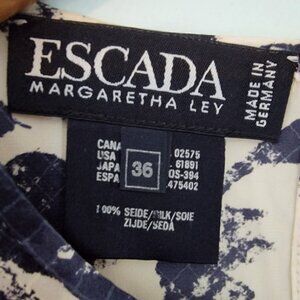 ESCADA
MARGARETHA LEY
MADE IN
GERMANY
36
CANA 02575
USA 61891
JAPA OS-394
ESPA 475402
100% SEIDE/SILK/SOIE
ZIJDE/SEDA